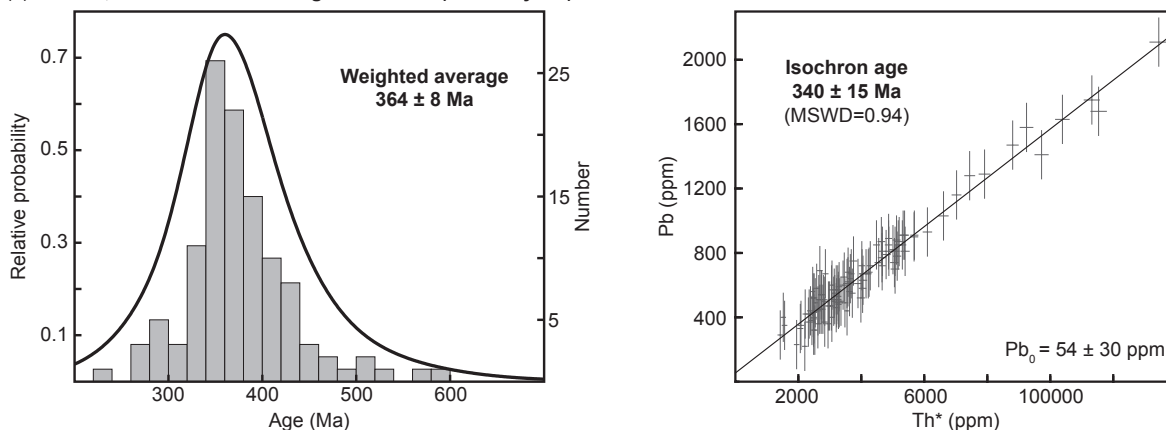 0.7
0.5
0.3
0.1
Relative probability
Weighted average
364 ± 8 Ma
25
15
5
Number
300
400
600
Age (Ma)
2000
1600
1200
800
400
Pb (ppm)
Isochron age
340 ± 15 Ma
(MSWD=0.94)
Pb0 = 54 ± 30 ppm
2000
6000
100000
Th* (ppm)